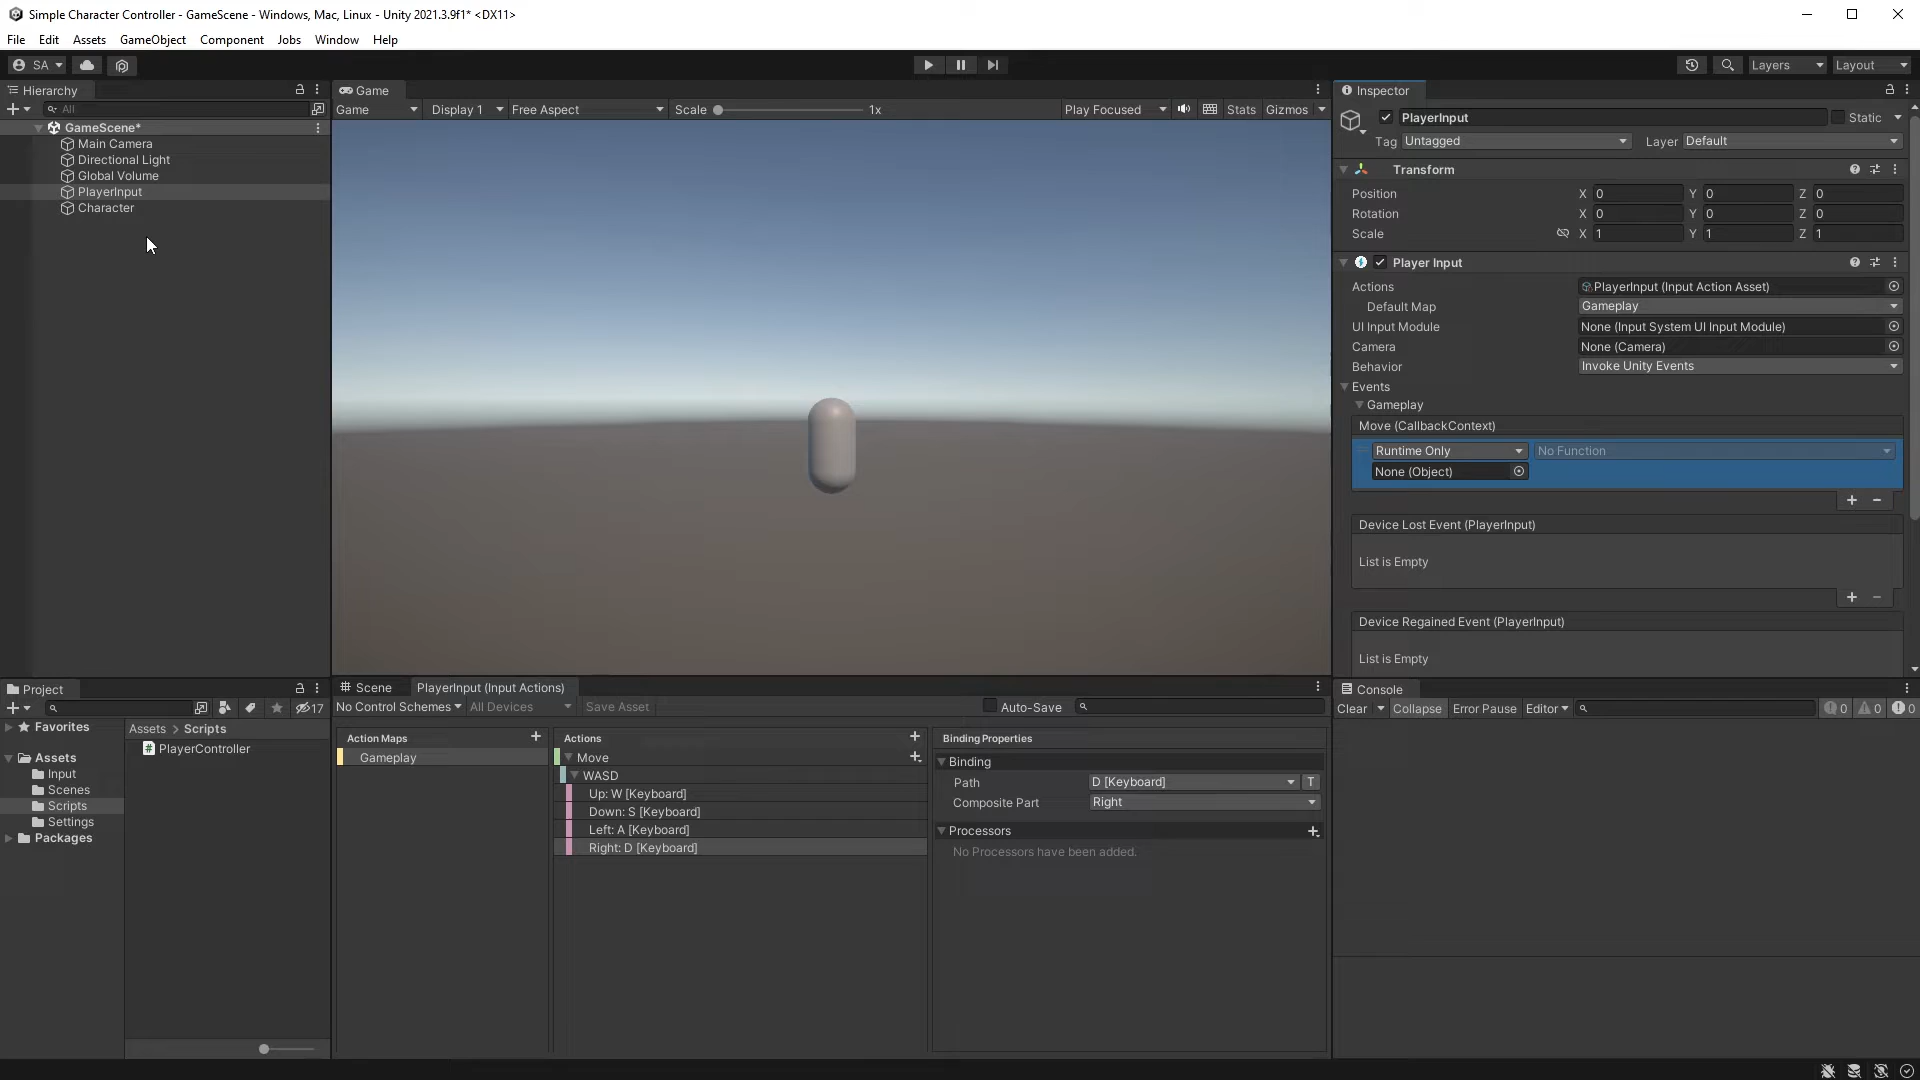 Simple Character Controller - GameScene - Windows, Mac, Linux - Unity 2021.3.9f1* <DX11>
File Edit Assets GameObject Component Jobs Window Help
SA
Layers Layout
Hierarchy
All
GameScene*
Main Camera
Directional Light
Global Volume
PlayerInput
Character
Game
Game Display 1 Free Aspect Scale 1x Play Focused Stats Gizmos
Inspector
PlayerInput Static
Tag Untagged Layer Default
Transform
Position X 0 Y 0 Z 0
Rotation X 0 Y 0 Z 0
Scale X 1 Y 1 Z 1
Player Input
Actions PlayerInput (Input Action Asset)
Default Map Gameplay
UI Input Module None (Input System UI Input Module)
Camera None (Camera)
Behavior Invoke Unity Events
Events
Gameplay
Move (CallbackContext)
Runtime Only No Function
None (Object)
Device Lost Event (PlayerInput)
List is Empty
Device Regained Event (PlayerInput)
List is Empty
Project
17
Favorites
Assets
Input
Scenes
Scripts
Settings
Packages
Assets > Scripts
PlayerController
Scene PlayerInput (Input Actions)
No Control Schemes All Devices Save Asset Auto-Save
Action Maps
Gameplay
Actions
Move
WASD
Up: W [Keyboard]
Down: S [Keyboard]
Left: A [Keyboard]
Right: D [Keyboard]
Binding Properties
Binding
Path D [Keyboard] T
Composite Part Right
Processors
No Processors have been added.
Console
Clear Collapse Error Pause Editor 0 0 0